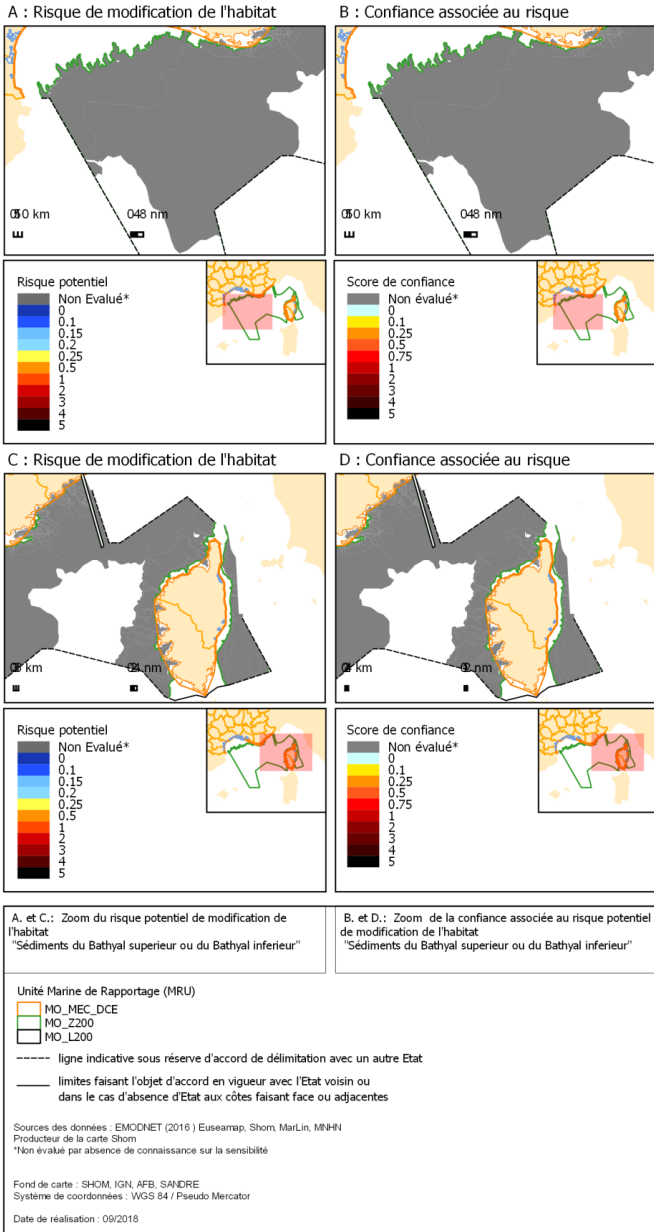 A : Risque de modification de l'habitat
B : Confiance associée au risque
50 km
048 nm
50 km
048 nm
Risque potentiel
Non Evalué*
0
0.1
0.15
0.2
0.25
0.5
1
2
3
4
5
Score de confiance
Non évalué*
0
0.1
0.25
0.5
0.75
1
2
3
4
5
C : Risque de modification de l'habitat
D : Confiance associée au risque
km
nm
km
nm
Risque potentiel
Non Evalué*
0
0.1
0.15
0.2
0.25
0.5
1
2
3
4
5
Score de confiance
Non évalué*
0
0.1
0.25
0.5
0.75
1
2
3
4
5
A. et C.: Zoom du risque potentiel de modification de
l'habitat
"Sédiments du Bathyal superieur ou du Bathyal inferieur"
B. et D.: Zoom de la confiance associée au risque potentiel
de modification de l'habitat
"Sédiments du Bathyal superieur ou du Bathyal inferieur"
Unité Marine de Rapportage (MRU)
MO_MEC_DCE
MO_Z200
MO_L200
ligne indicative sous réserve d'accord de délimitation avec un autre Etat
limites faisant l'objet d'accord en vigueur avec l'Etat voisin ou
dans le cas d'absence d'Etat aux côtes faisant face ou adjacentes
Sources des données : EMODNET (2016 ) Euseamap, Shom, MarLin, MNHN
Producteur de la carte Shom
*Non évalué par absence de connaissance sur la sensibilité
Fond de carte : SHOM, IGN, AFB, SANDRE
Système de coordonnées : WGS 84 / Pseudo Mercator
Date de réalisation : 09/2018